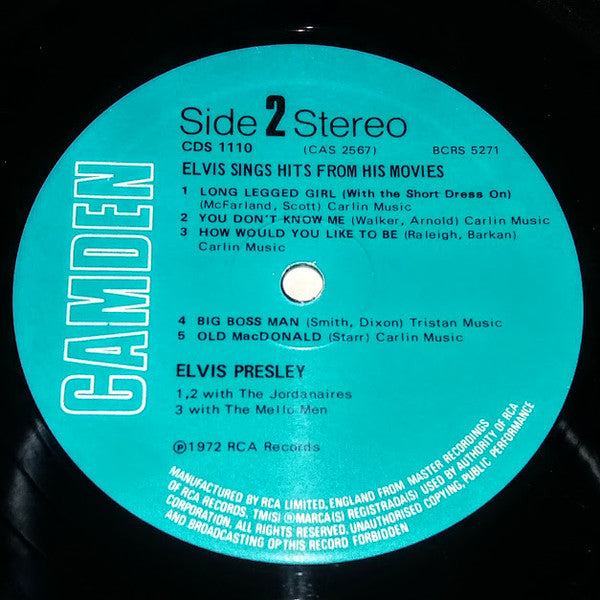 CAMDEN
Side 2 Stereo
CDS 1110 (CAS 2567) BCRS 5271
ELVIS SINGS HITS FROM HIS MOVIES
1 LONG LEGGED GIRL (With the Short Dress On)
(McFarland, Scott) Carlin Music
2 YOU DON'T KNOW ME (Walker, Arnold) Carlin Music
3 HOW WOULD YOU LIKE TO BE (Raleigh, Barkan)
Carlin Music
4 BIG BOSS MAN (Smith, Dixon) Tristan Music
5 OLD MacDONALD (Starr) Carlin Music
ELVIS PRESLEY
1,2 with The Jordanaires
3 with The Mello Men
Ⓟ1972 RCA Records
MANUFACTURED BY RCA LIMITED, ENGLAND FROM MASTER RECORDINGS
OF RCA RECORDS. TM(S) ® MARCA(S) REGISTRADA(S) USED BY AUTHORITY OF RCA
CORPORATION, ALL RIGHTS RESERVED. UNAUTHORISED COPYING, PUBLIC PERFORMANCE
AND BROADCASTING OF THIS RECORD FORBIDDEN